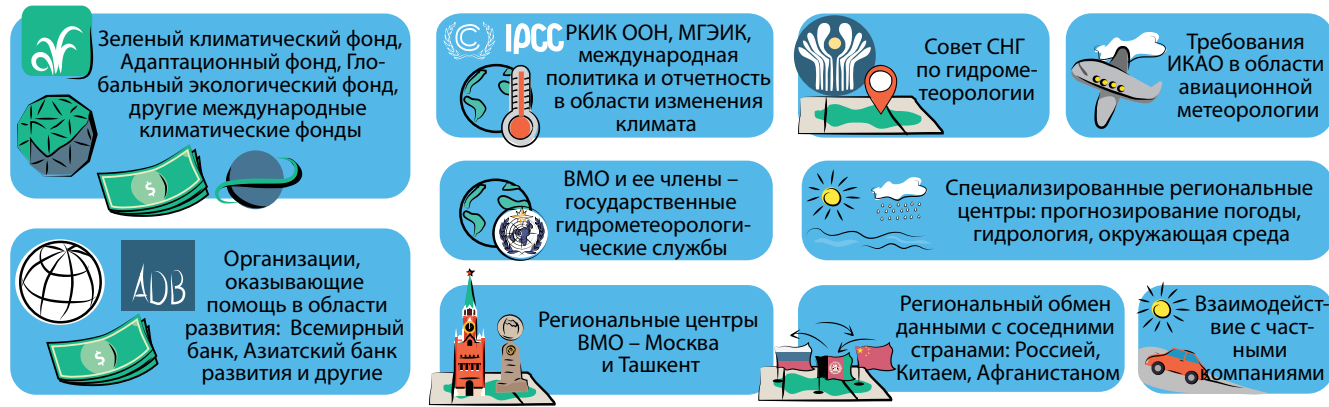 Зеленый климатический фонд,
Адаптационный фонд, Гло-
бальный экологический фонд,
другие международные
климатические фонды
$
IPCC
РКИК ООН, МГЭИК,
международная
политика и отчетность
в области изменения
климата
Совет СНГ
по гидроме-
теорологии
Требования
ИКАО в области
авиационной
метеорологии
ВМО и ее члены –
государственные
гидрометеорологи-
ческие службы
Специализированные региональные
центры: прогнозирование погоды,
гидрология, окружающая среда
ADB
Организации,
оказывающие
помощь в области
развития: Всемирный
банк, Азиатский банк
развития и другие
$
Региональные центры
ВМО – Москва
и Ташкент
Региональный обмен
данными с соседними
странами: Россией,
Китаем, Афганистаном
Взаимодейст-
вие с част-
ными
компаниями